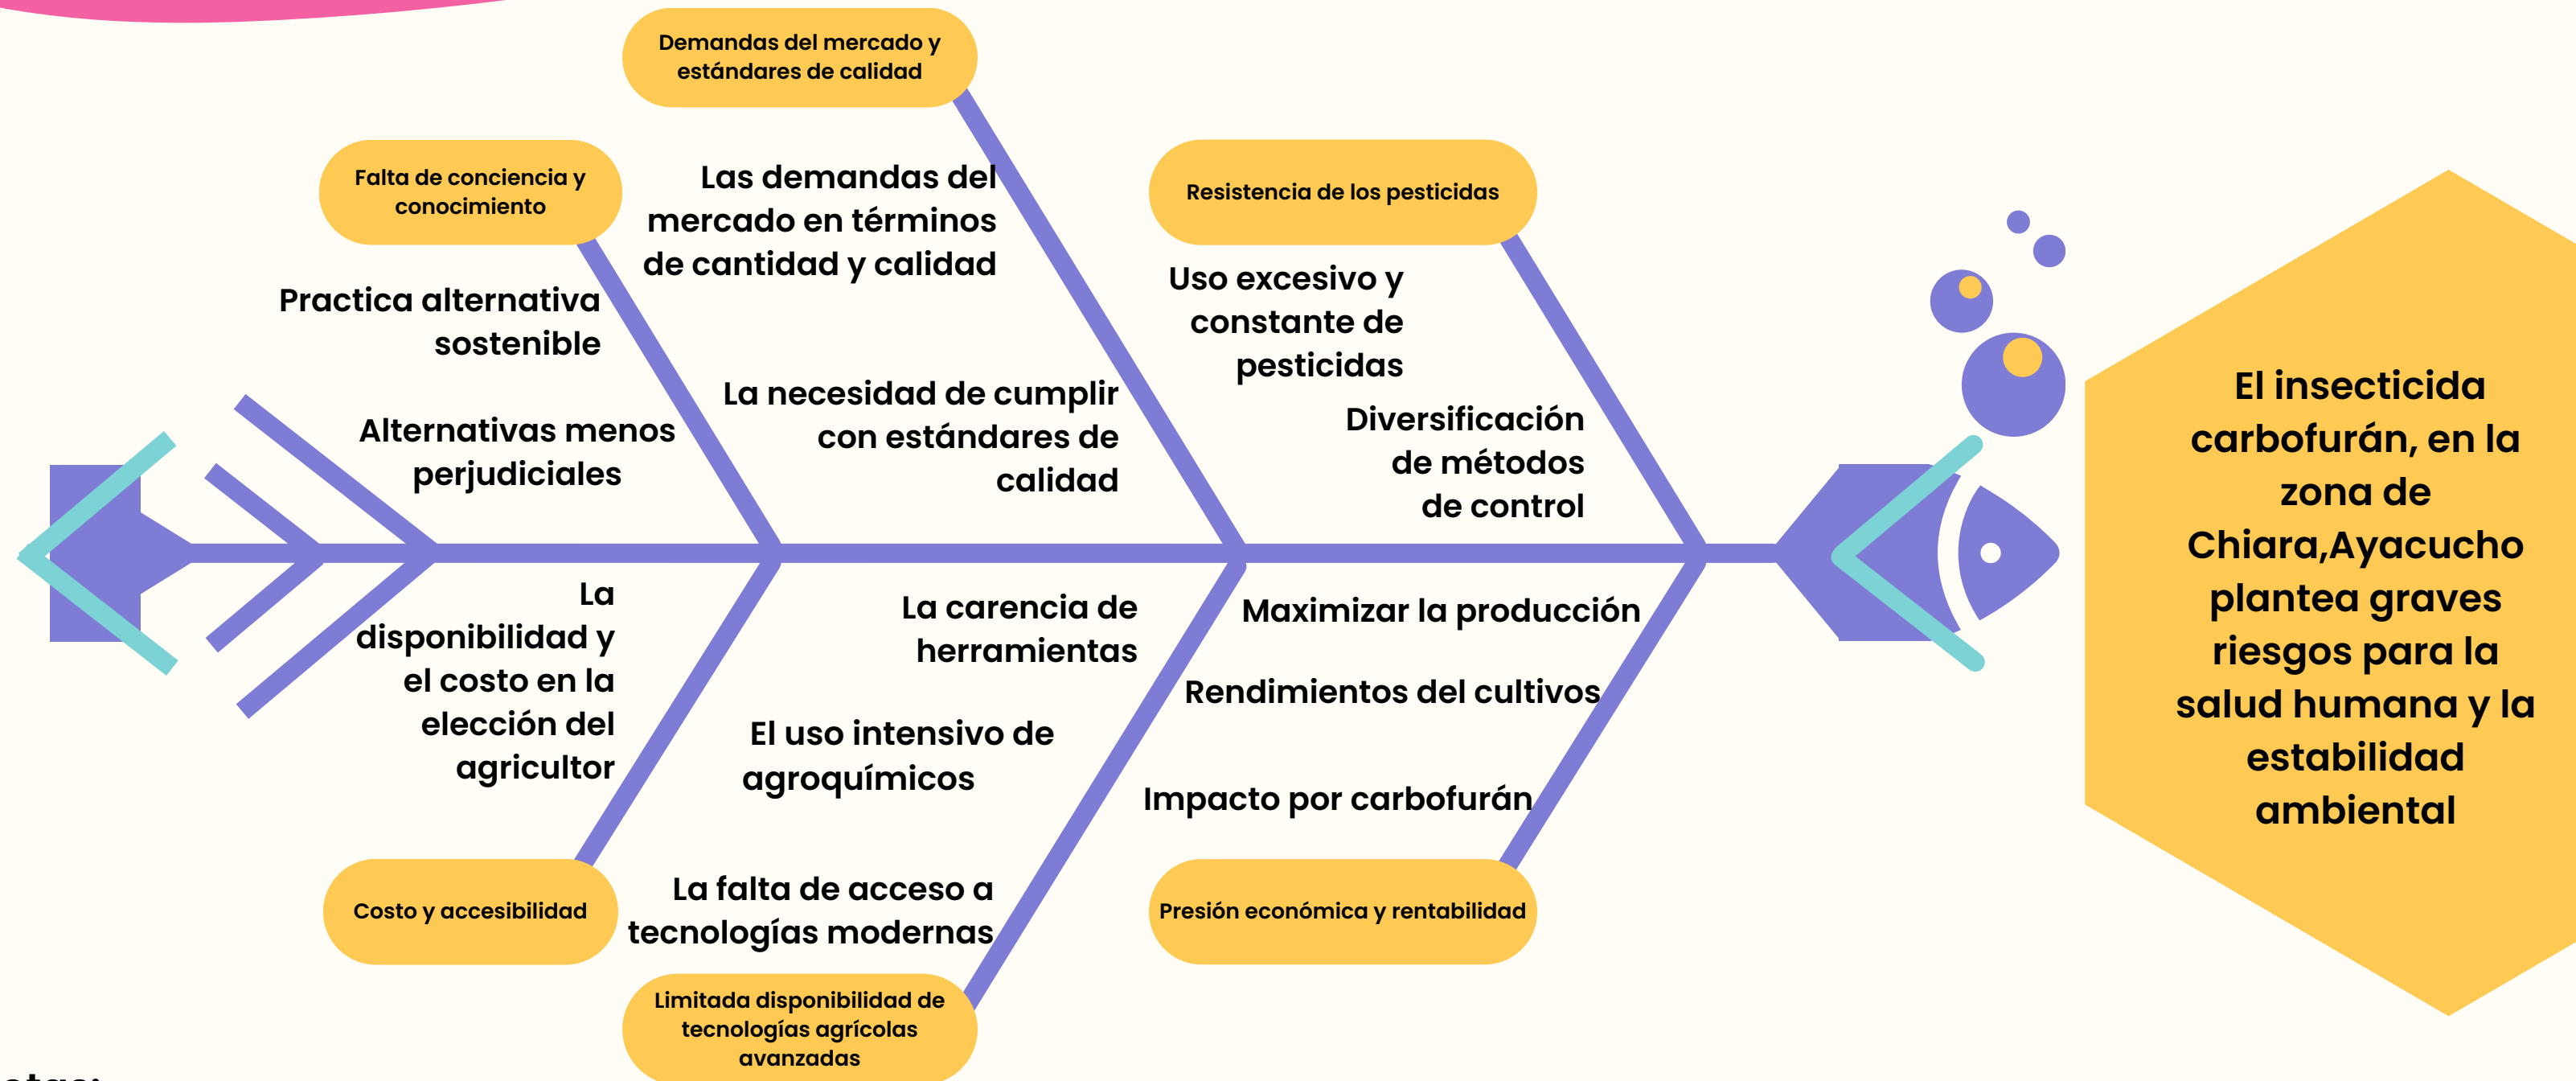 Demandas del mercado y
estándares de calidad
Falta de conciencia y
conocimiento
Las demandas del
mercado en términos
de cantidad y calidad
Resistencia de los pesticidas
Practica alternativa
sostenible
Uso excesivo y
constante de
pesticidas
La necesidad de cumplir
con estándares de
calidad
Alternativas menos
perjudiciales
Diversificación
de métodos
de control
El insecticida
carbofurán, en la
zona de
Chiara,Ayacucho
plantea graves
riesgos para la
salud humana y la
estabilidad
ambiental
La
disponibilidad y
el costo en la
elección del
agricultor
La carencia de
herramientas
Maximizar la producción
Rendimientos del cultivos
El uso intensivo de
agroquímicos
Impacto por carbofurán
La falta de acceso a
tecnologías modernas
Costo y accesibilidad
Presión económica y rentabilidad
Limitada disponibilidad de
tecnologías agrícolas
avanzadas